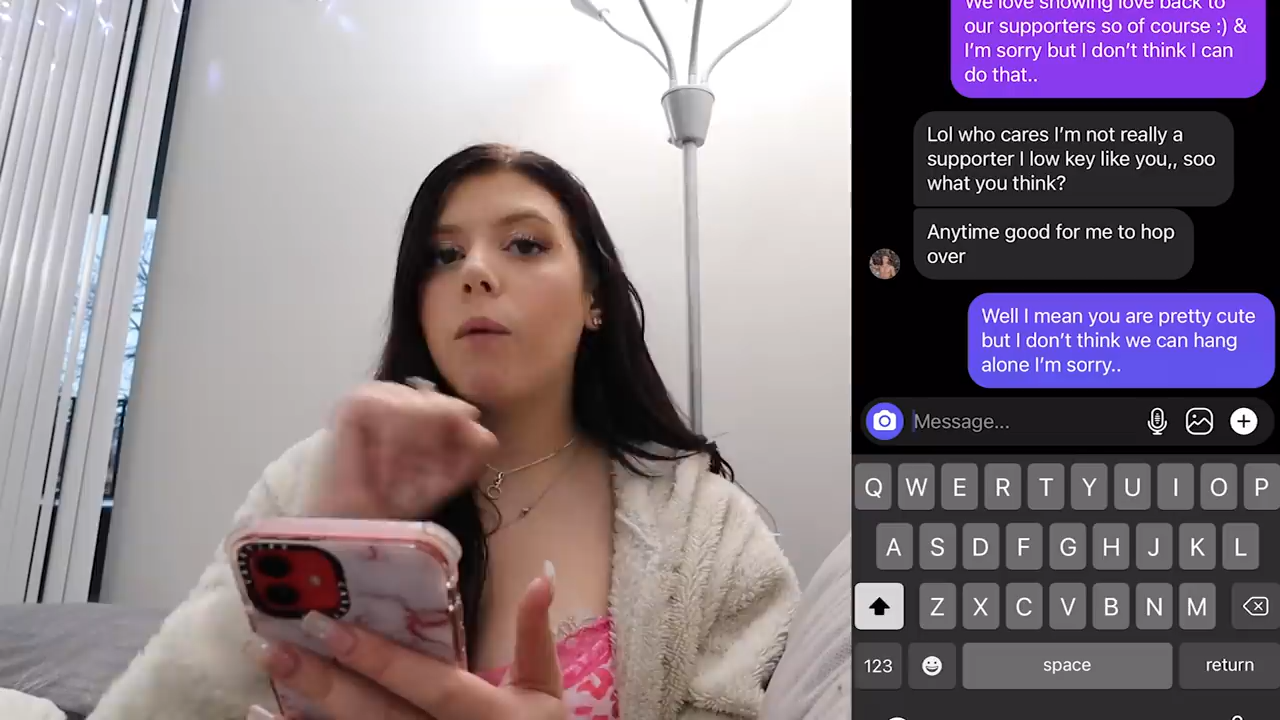 We love showing love back to
our supporters so of course :) &
I'm sorry but I don't think I can
do that..
Lol who cares I'm not really a
supporter I low key like you,, soo
what you think?
Anytime good for me to hop
over
Well I mean you are pretty cute
but I don't think we can hang
alone I'm sorry..
Message...
Q W E R T Y U I O P
A S D F G H J K L
Z X C V B N M
123 space return